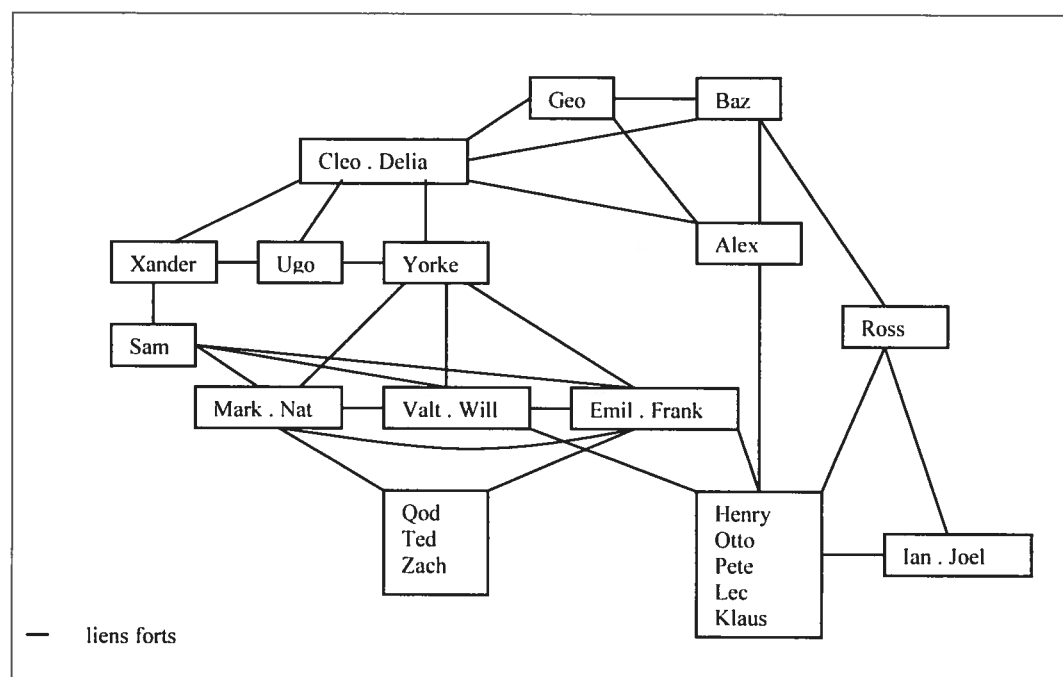 Geo
Baz
Cleo . Delia
Alex
Xander
Ugo
Yorke
Ross
Sam
Mark . Nat
Valt . Will
Emil . Frank
Qod
Ted
Zach
Henry
Otto
Pete
Lec
Klaus
Ian . Joel
liens forts